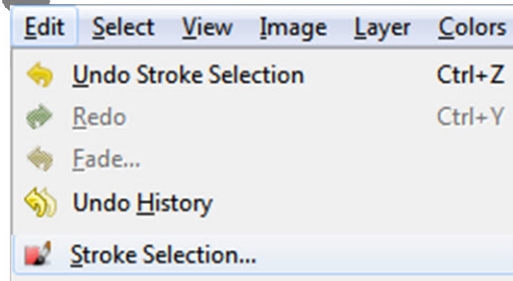 Edit Select View Image Layer Colors
Undo Stroke Selection Ctrl+Z
Redo Ctrl+Y
Fade...
Undo History
Stroke Selection...